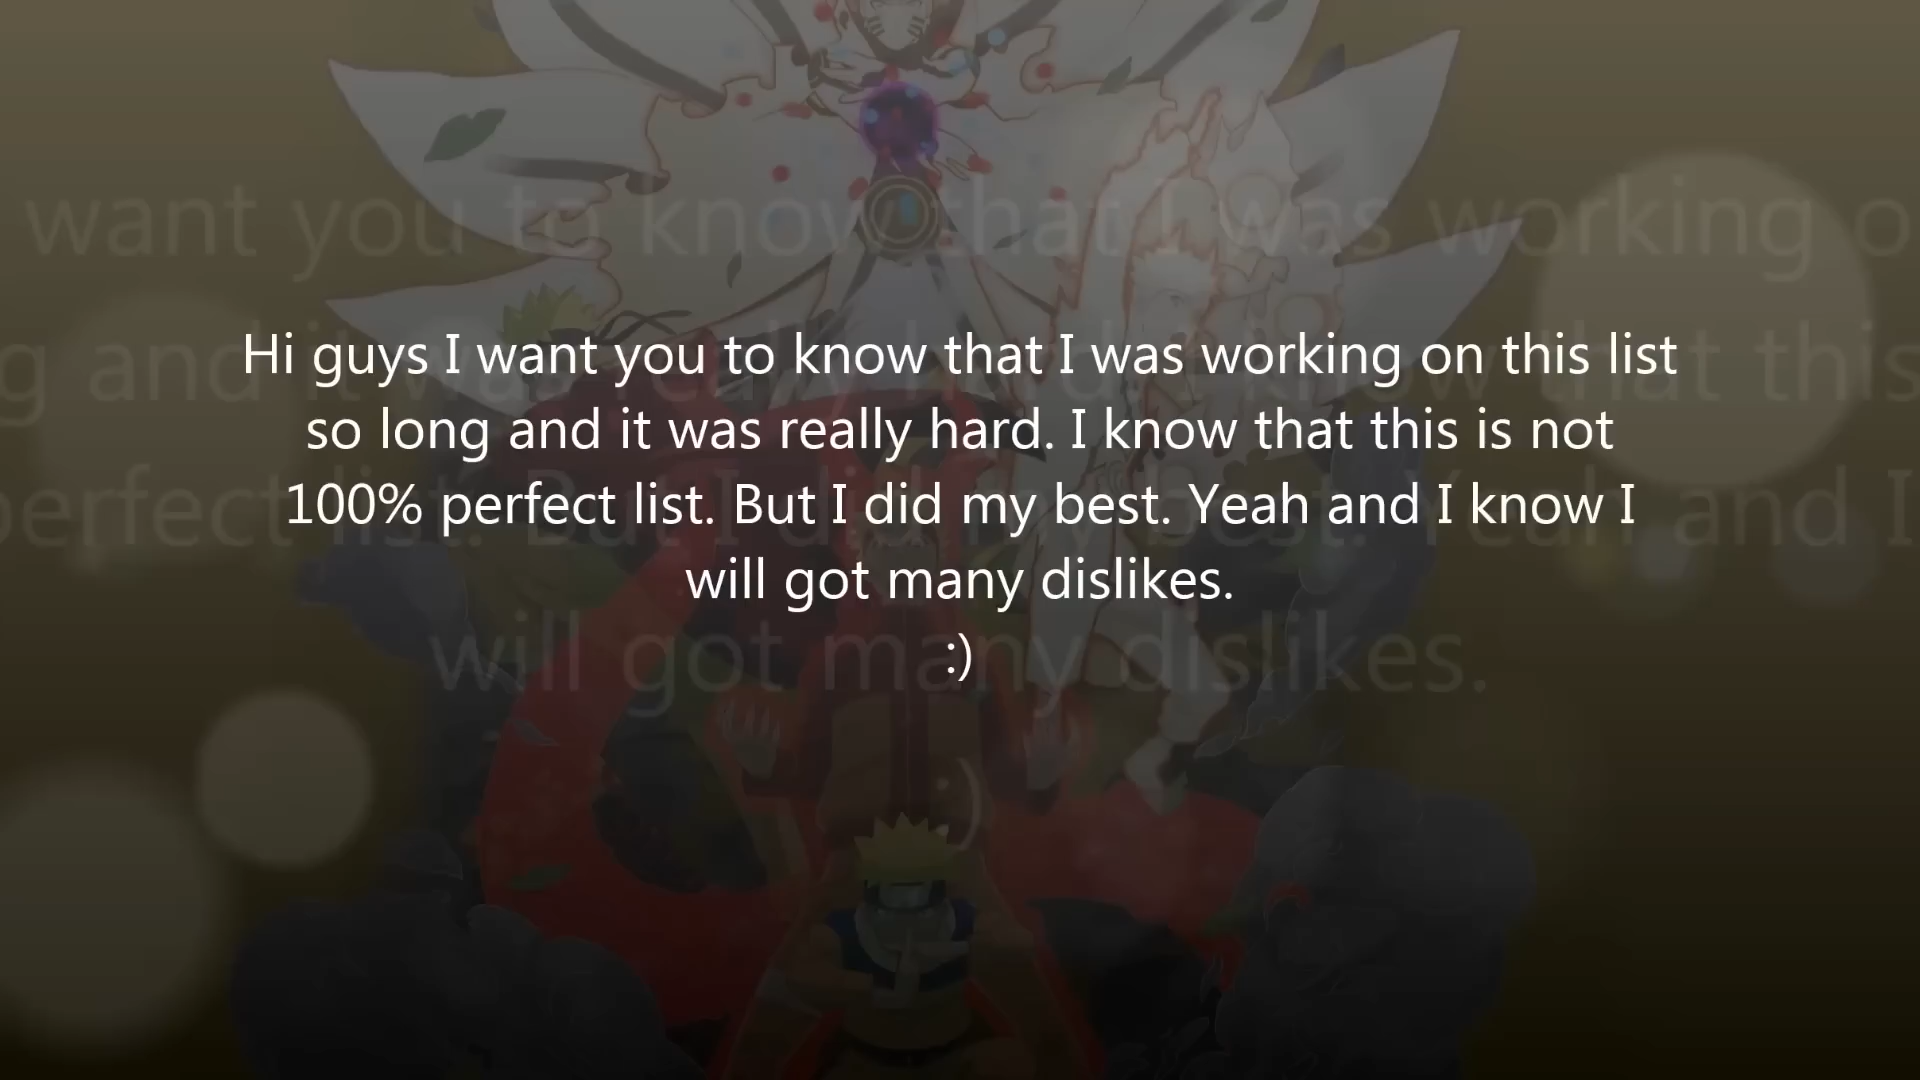 Hi guys I want you to know that I was working on this list
so long and it was really hard. I know that this is not
100% perfect list. But I did my best. Yeah and I know I
will got many dislikes.
:)